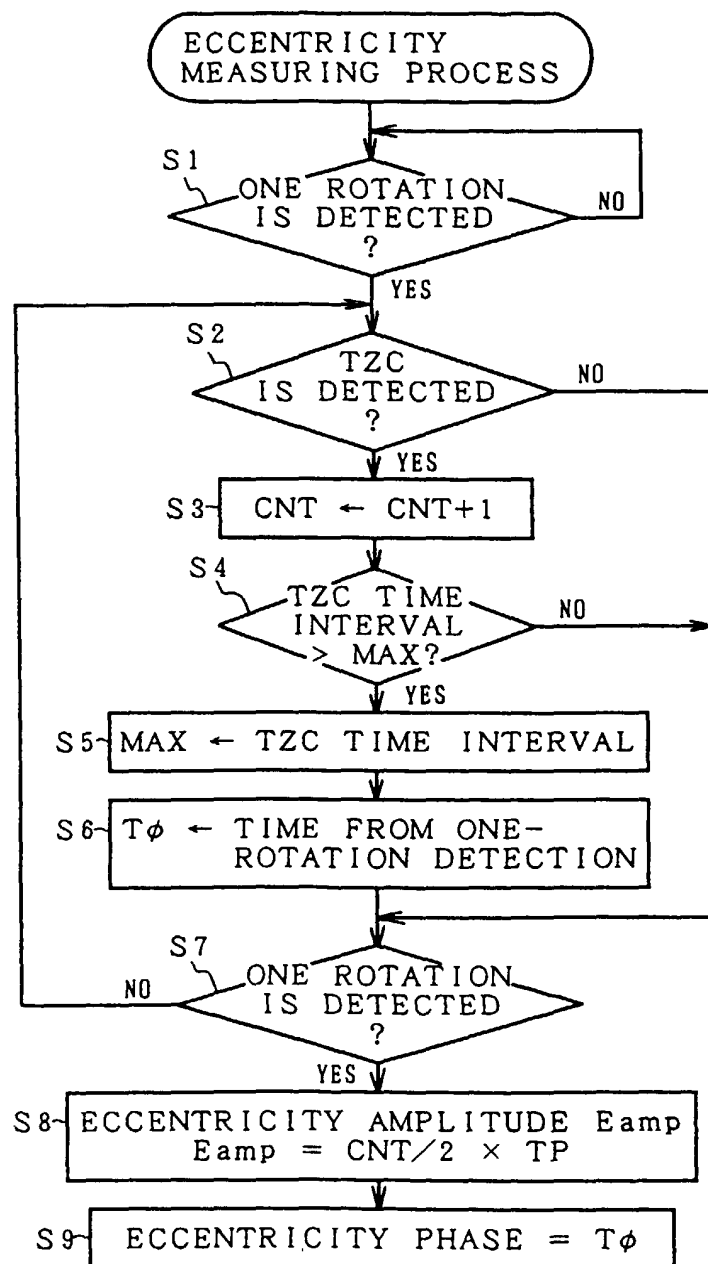 ECCENTRICITY
MEASURING PROCESS
S1
ONE ROTATION
IS DETECTED
?
NO
YES
S2
TZC
IS DETECTED
?
NO
YES
S3
CNT ← CNT+1
S4
TZC TIME
INTERVAL
> MAX?
NO
YES
S5
MAX ← TZC TIME INTERVAL
S6
Tϕ ← TIME FROM ONE-
ROTATION DETECTION
S7
ONE ROTATION
IS DETECTED
?
NO
YES
S8
ECCENTRICITY AMPLITUDE Eamp
Eamp = CNT/2 × TP
S9
ECCENTRICITY PHASE = Tϕ